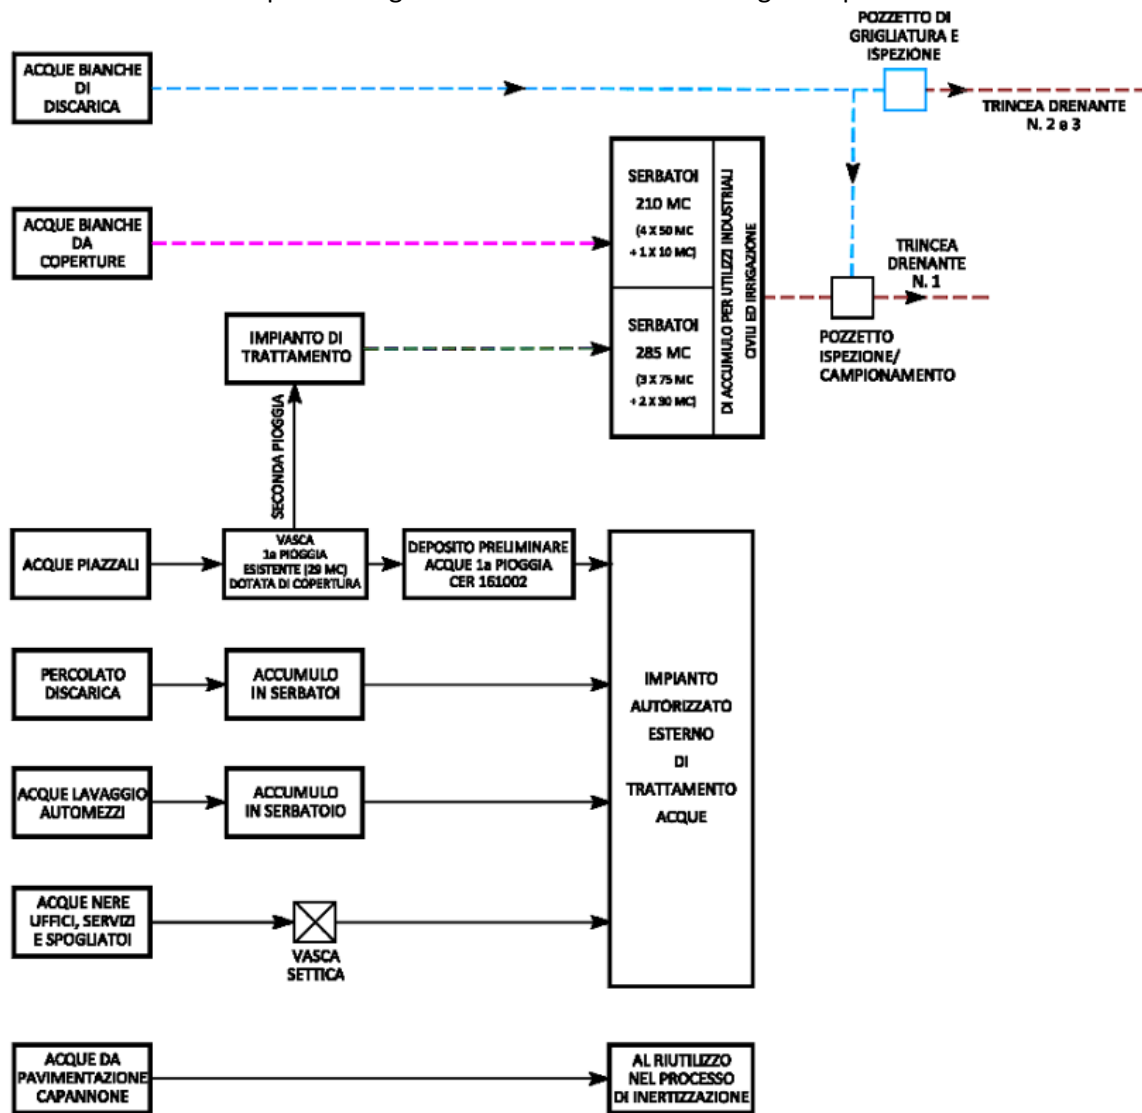 POZZETTO DI
GRIGLIATURA E
ISPEZIONE
ACQUE BIANCHE
DI
DISCARICA
TRINCEA DRENANTE
N. 2 e 3
SERBATOI
210 MC
(4 X 50 MC
+ 1 X 10 MC)
DI ACCUMULO PER UTILIZZI INDUSTRIALI
CIVILI ED IRRIGAZIONE
ACQUE BIANCHE
DA
COPERTURE
TRINCEA
DRENANTE
N. 1
SERBATOI
285 MC
(3 X 75 MC
+ 2 X 30 MC)
POZZETTO
ISPEZIONE/
CAMPIONAMENTO
IMPIANTO DI
TRATTAMENTO
SECONDA PIOGGIA
ACQUE PIAZZALI
VASCA
1a PIOGGIA
ESISTENTE (29 MC)
DOTATA DI COPERTURA
DEPOSITO PRELIMINARE
ACQUE 1a PIOGGIA
CER 161002
PERCOLATO
DISCARICA
ACCUMULO
IN SERBATOI
IMPIANTO
AUTORIZZATO
ESTERNO
DI
TRATTAMENTO
ACQUE
ACQUE LAVAGGIO
AUTOMEZZI
ACCUMULO
IN SERBATOIO
ACQUE NERE
UFFICI, SERVIZI
E SPOGLIATOI
VASCA
SETTICA
ACQUE DA
PAVIMENTAZIONE
CAPANNONE
AL RIUTILIZZO
NEL PROCESSO
DI INERTIZZAZIONE